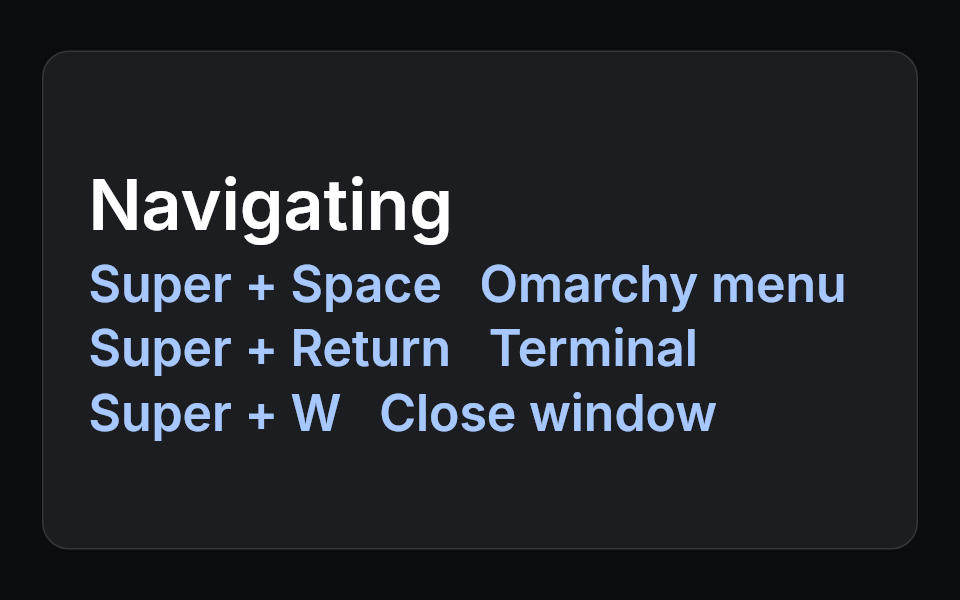 Navigating
Super + Space Omarchy menu
Super + Return Terminal
Super + W Close window